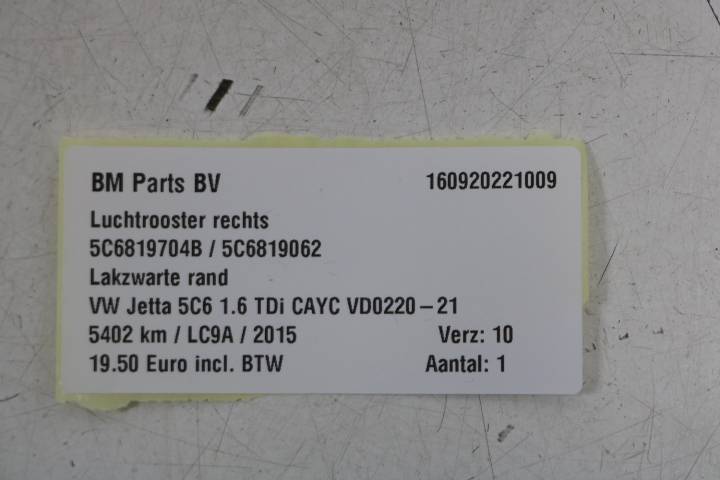 BM Parts BV 160920221009
Luchtrooster rechts
5C6819704B / 5C6819062
Lakzwarte rand
VW Jetta 5C6 1.6 TDi CAYC VD0220-21
5402 km / LC9A / 2015 Verz: 10
19.50 Euro incl. BTW Aantal: 1